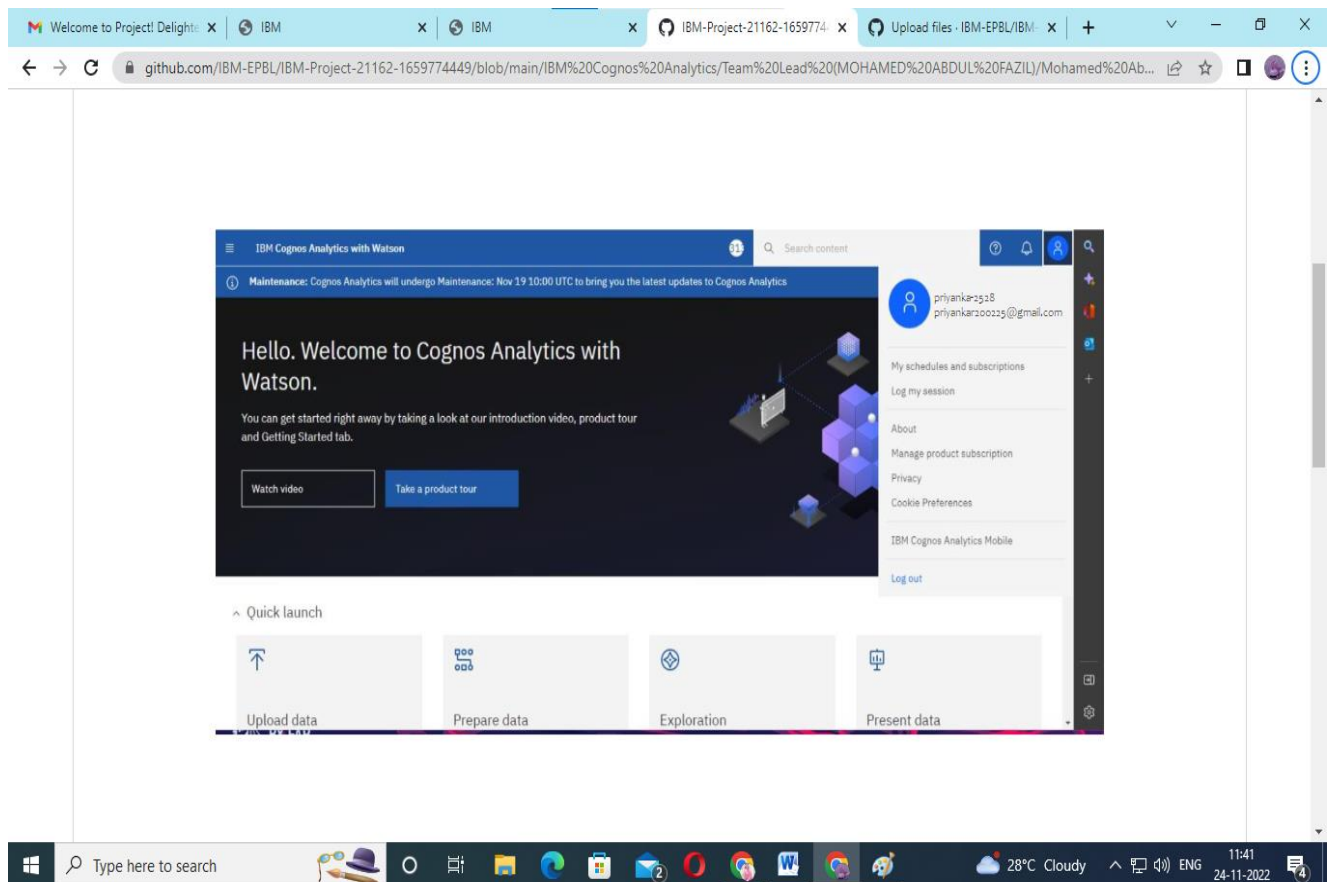 Welcome to Project! Delighte
IBM
IBM
IBM-Project-21162-1659774
Upload files · IBM-EPBL/IBM-
github.com/IBM-EPBL/IBM-Project-21162-1659774449/blob/main/IBM%20Cognos%20Analytics/Team%20Lead%20(MOHAMED%20ABDUL%20FAZIL)/Mohamed%20Ab...
IBM Cognos Analytics with Watson
Search content
Maintenance: Cognos Analytics will undergo Maintenance: Nov 19 10:00 UTC to bring you the latest updates to Cognos Analytics
priyanka-2528
priyankar200225@gmail.com
Hello. Welcome to Cognos Analytics with
Watson.
You can get started right away by taking a look at our introduction video, product tour
and Getting Started tab.
Watch video
Take a product tour
My schedules and subscriptions
Log my session
About
Manage product subscription
Privacy
Cookie Preferences
IBM Cognos Analytics Mobile
Log out
Quick launch
Upload data
Prepare data
Exploration
Present data
Type here to search
2
28°C Cloudy
ENG
11:41
24-11-2022
4